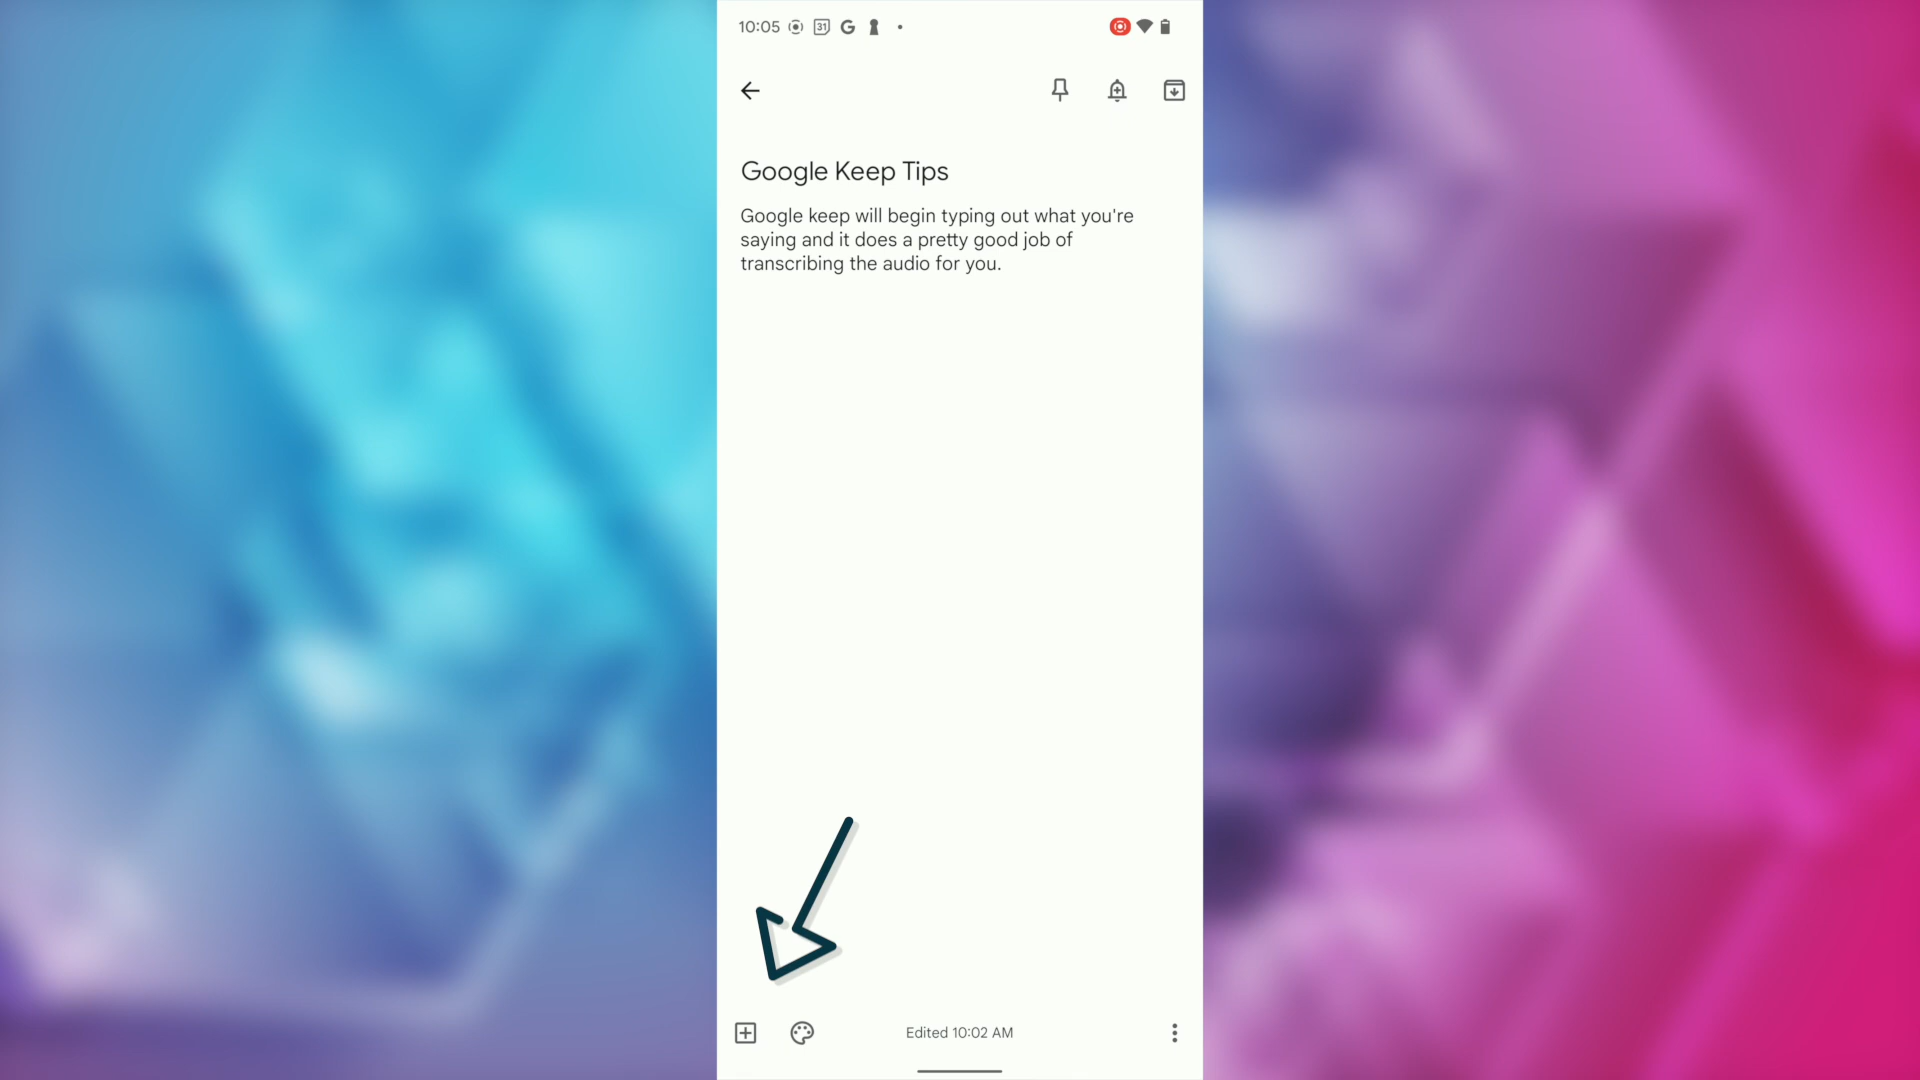 10:05 31 G
Google Keep Tips
Google keep will begin typing out what you're
saying and it does a pretty good job of
transcribing the audio for you.
Edited 10:02 AM